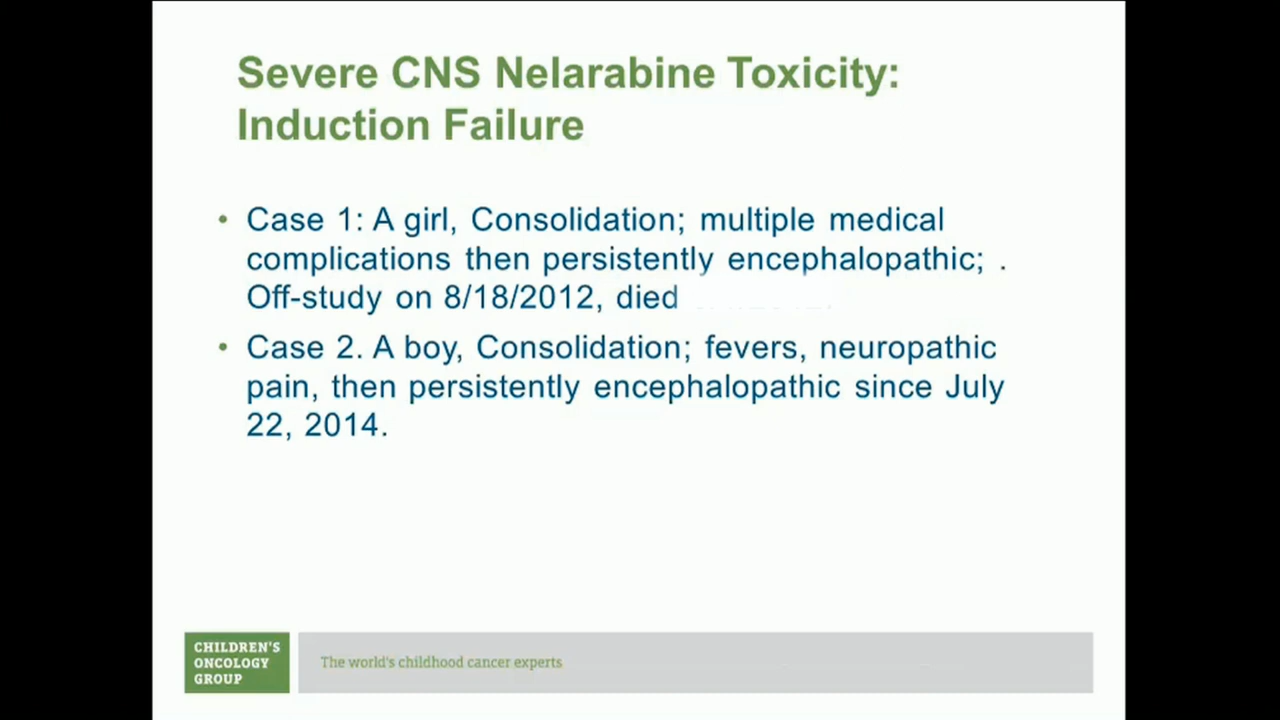 Severe CNS Nelarabine Toxicity:
Induction Failure
• Case 1: A girl, Consolidation; multiple medical
complications then persistently encephalopathic; .
Off-study on 8/18/2012, died
• Case 2. A boy, Consolidation; fevers, neuropathic
pain, then persistently encephalopathic since July
22, 2014.
CHILDREN'S
ONCOLOGY
GROUP
The world's childhood cancer experts